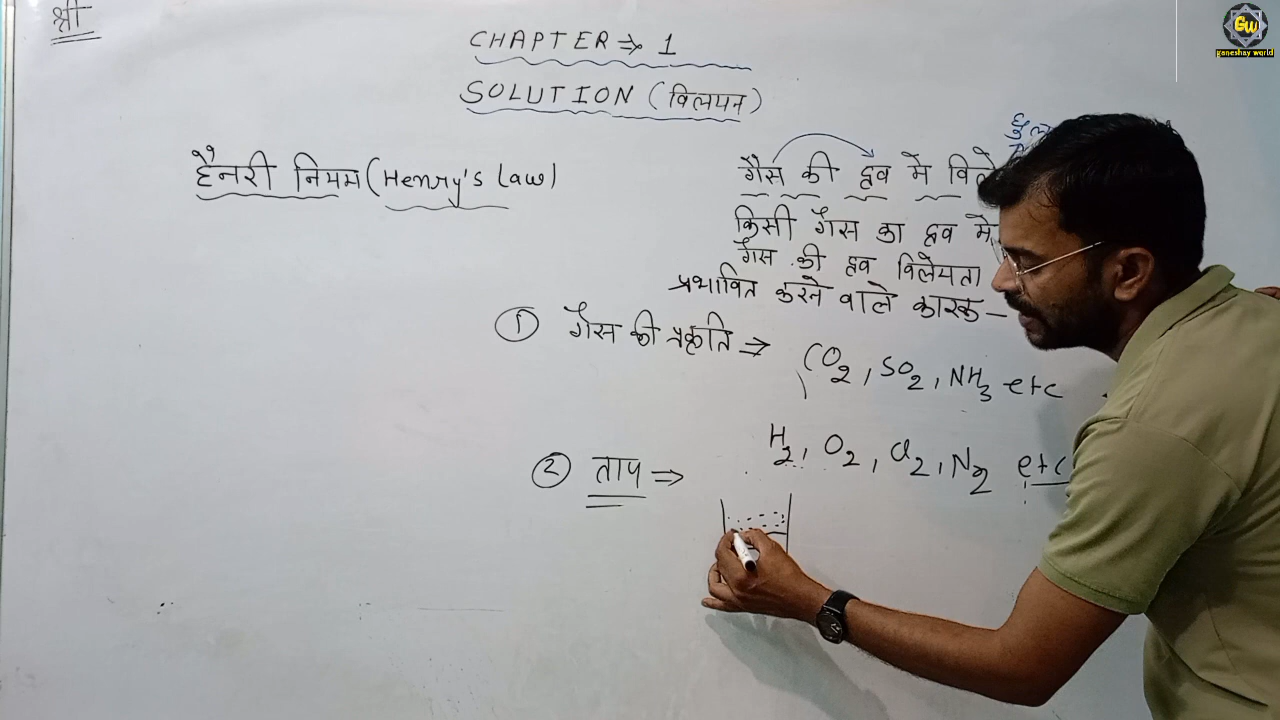 श्री
CHAPTER ⇒ 1
SOLUTION (विलयन)
हैनरी नियम (Henry's Law)
गैस की द्रव में
किसी गैस का द्रव में
गैस की द्रव विलेयता
प्रभावित करने वाले कारक–
① गैस की प्रकृति ⇒ CO₂, SO₂, NH₃ etc
H₂, O₂, Cl₂, N₂ etc
② ताप ⇒
GW
ganeshay world